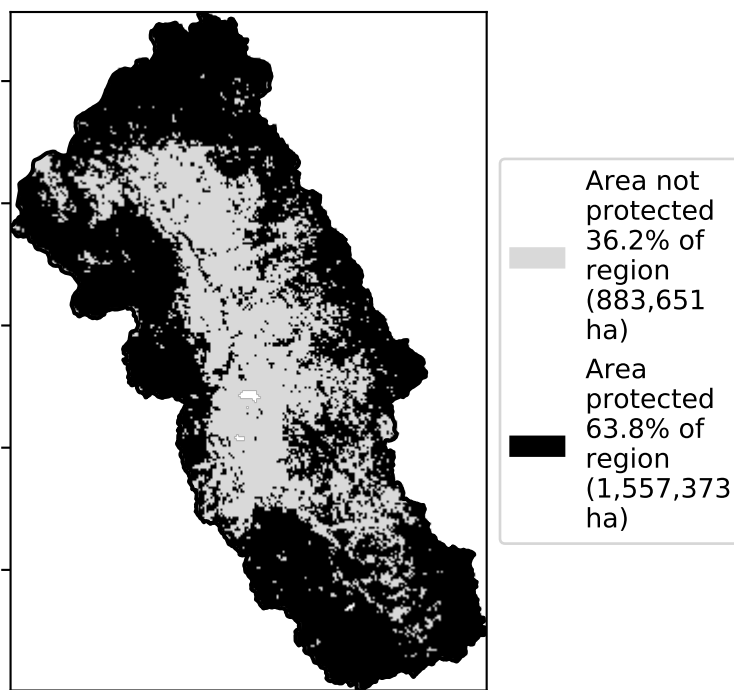 Area not
protected
36.2% of
region
(883,651
ha)
Area
protected
63.8% of
region
(1,557,373
ha)